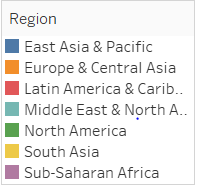 Region
East Asia & Pacific
Europe & Central Asia
Latin America & Carib..
Middle East & North A..
North America
South Asia
Sub-Saharan Africa